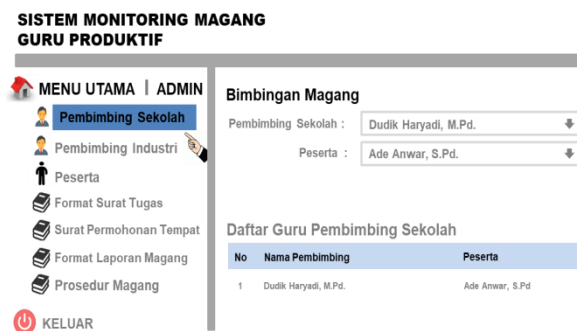 SISTEM MONITORING MAGANG
GURU PRODUKTIF
MENU UTAMA | ADMIN
Pembimbing Sekolah
Pembimbing Industri
Peserta
Format Surat Tugas
Surat Permohonan Tempat
Format Laporan Magang
Prosedur Magang
KELUAR
Bimbingan Magang
Pembimbing Sekolah : Dudik Haryadi, M.Pd.
Peserta : Ade Anwar, S.Pd.
Daftar Guru Pembimbing Sekolah
No Nama Pembimbing Peserta
1 Dudik Haryadi, M.Pd. Ade Anwar, S.Pd